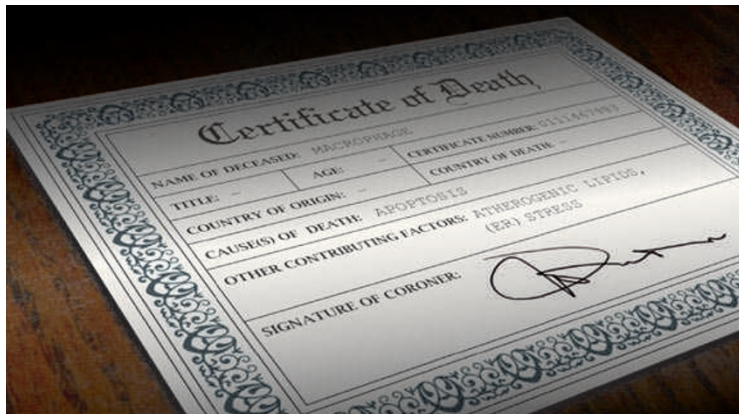 Certificate of Death
NAME OF DECEASED: MACROPHAGE
TITLE: – AGE: – CERTIFICATE NUMBER: 0111467893
COUNTRY OF ORIGIN: – COUNTRY OF DEATH: –
CAUSE(S) OF DEATH: APOPTOSIS
OTHER CONTRIBUTING FACTORS: ATHEROGENIC LIPIDS,
(ER) STRESS
SIGNATURE OF CORONER: